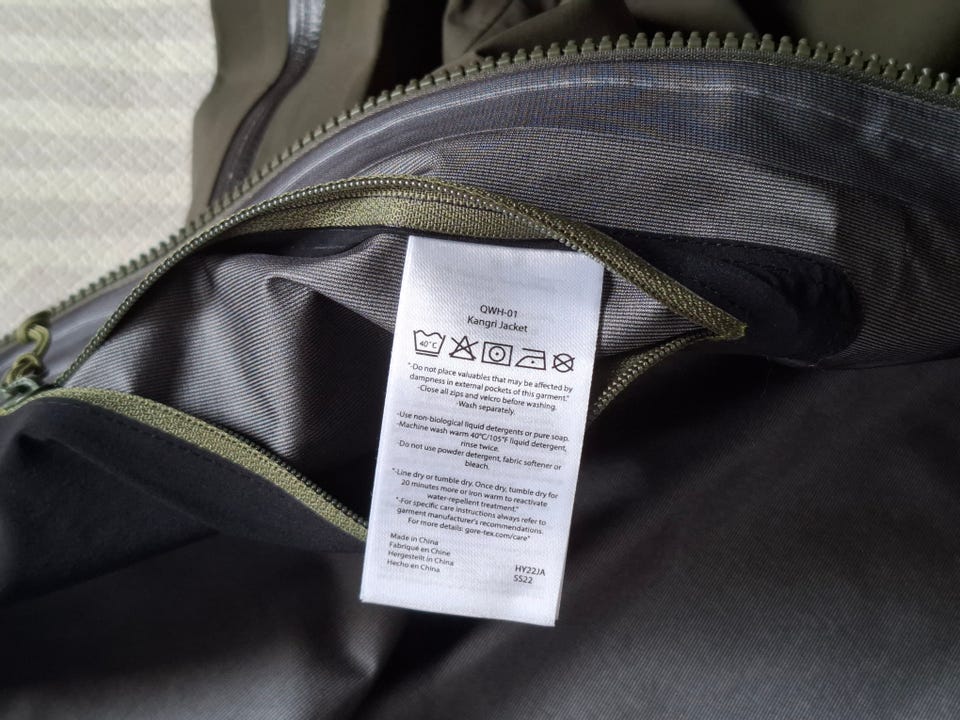 QWH-01
Kangri Jacket
40°C
"-Do not place valuables that may be affected by
dampness in external pockets of this garment."
-Close all zips and velcro before washing.
-Wash separately.
-Use non-biological liquid detergents or pure soap.
-Machine wash warm 40°C/105°F liquid detergent,
rinse twice.
-Do not use powder detergent, fabric softener or
bleach.
"-Line dry or tumble dry. Once dry, tumble dry for
20 minutes more or iron warm to reactivate
water-repellent treatment."
"-For specific care instructions always refer to
garment manufacturer's recommendations.
For more details: gore-tex.com/care"
Made in China
Fabriqué en Chine
Hergestellt in China
Hecho en China
HY22JA
SS22